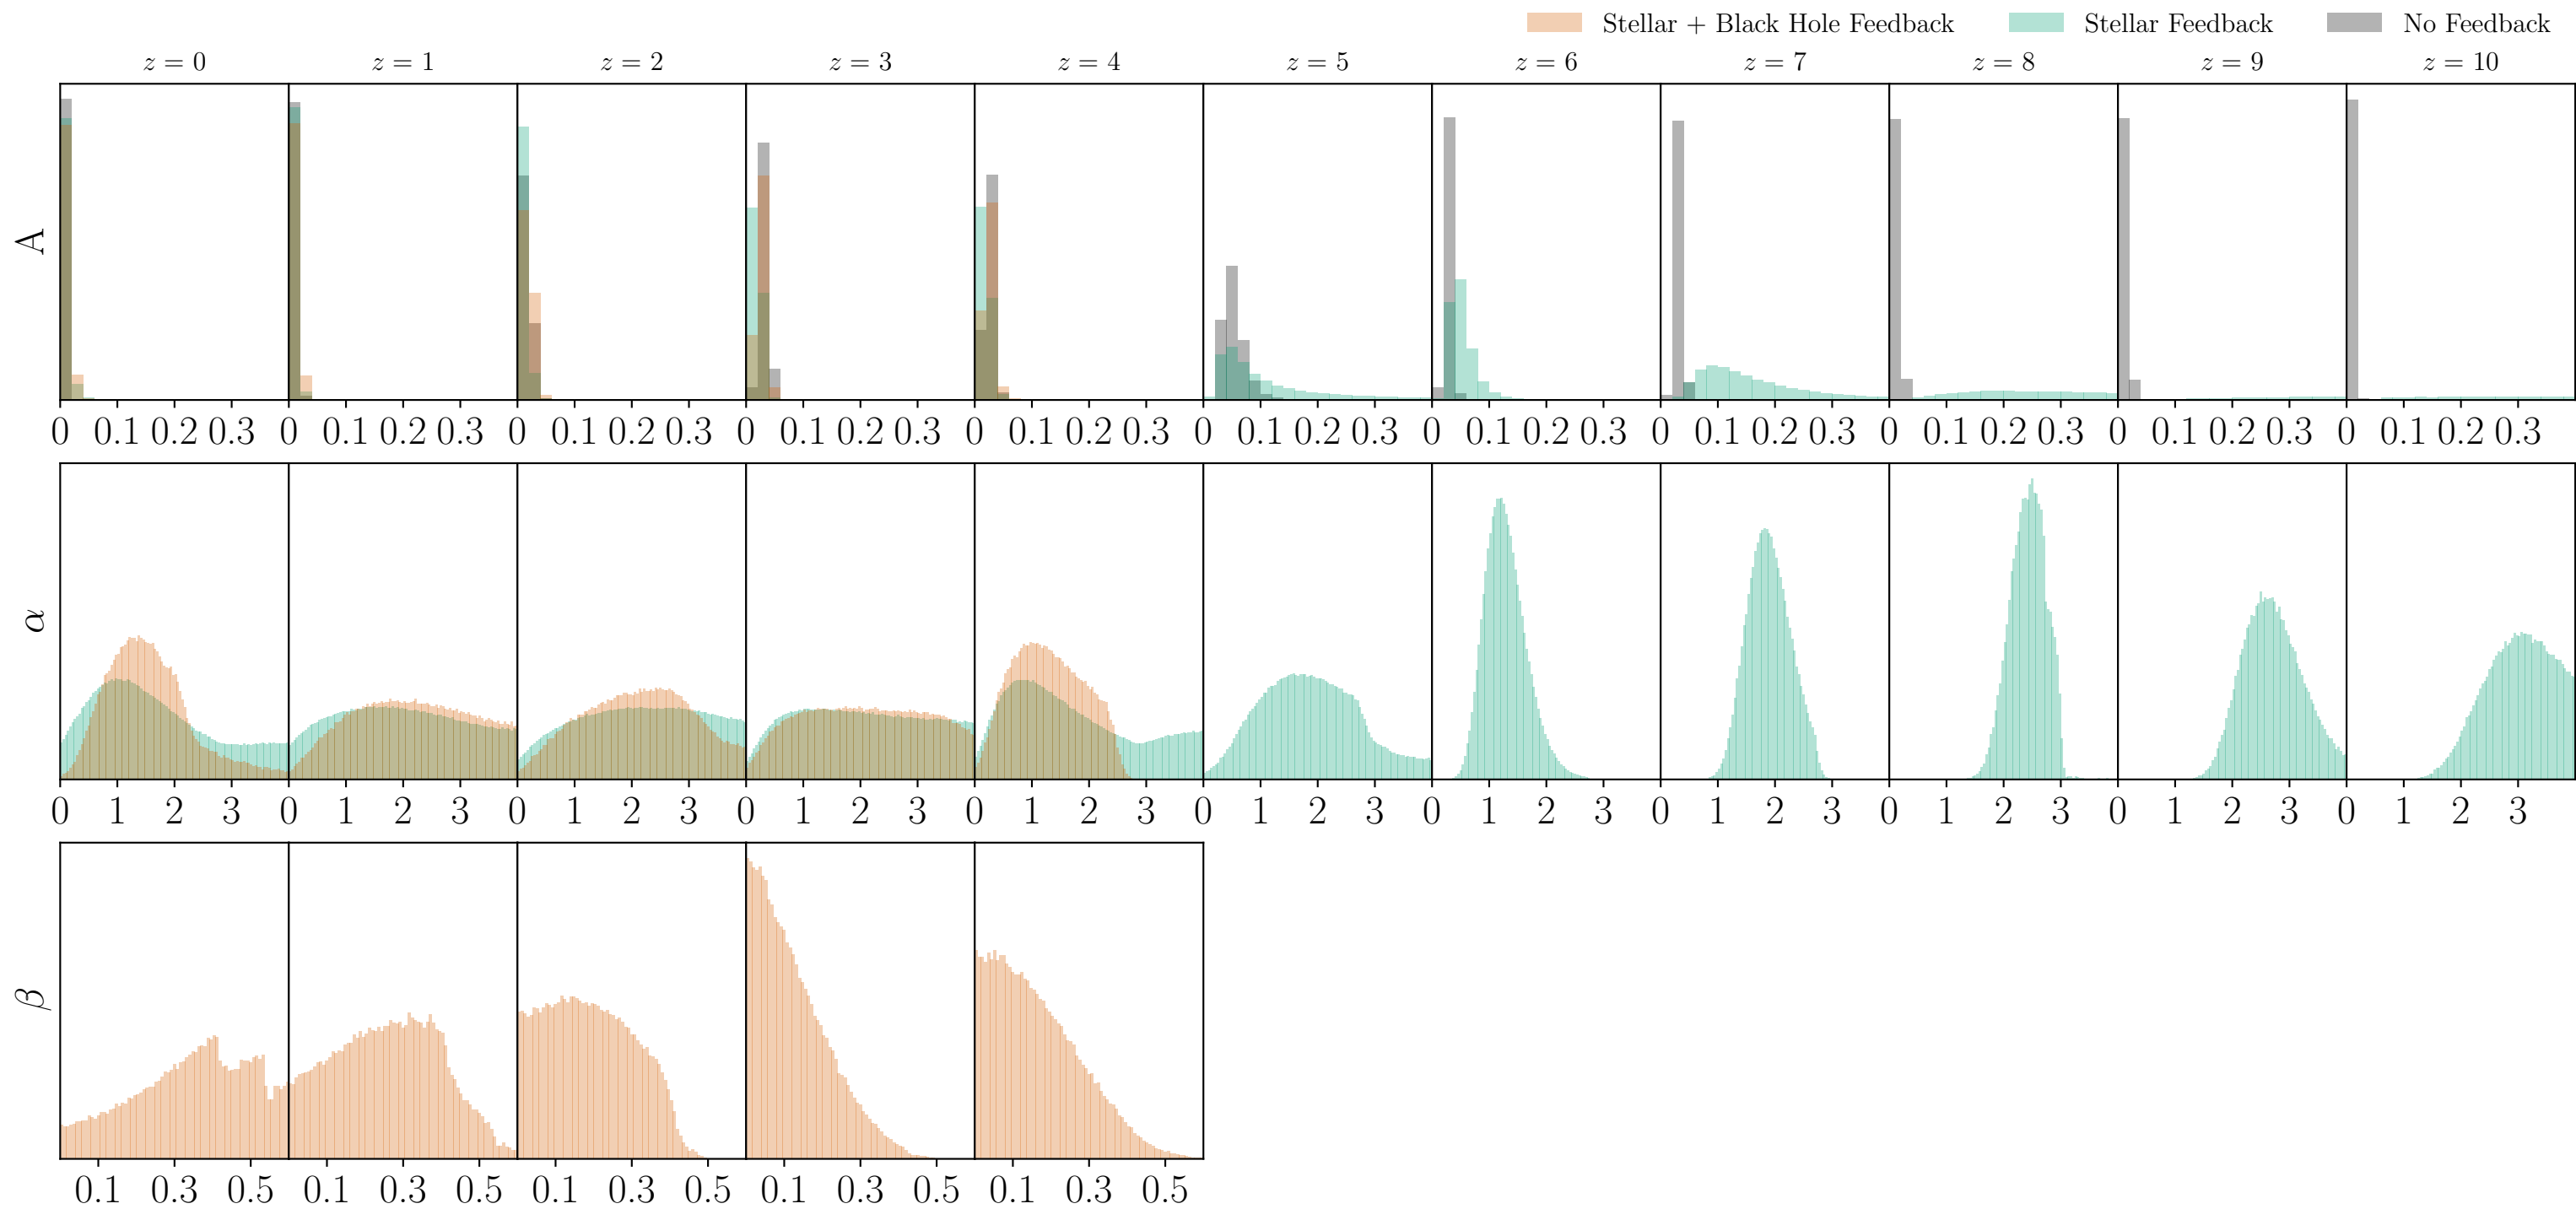 Stellar + Black Hole Feedback Stellar Feedback No Feedback
z = 0 z = 1 z = 2 z = 3 z = 4 z = 5 z = 6 z = 7 z = 8 z = 9 z = 10
A
0 0.1 0.2 0.3 0 0.1 0.2 0.3 0 0.1 0.2 0.3 0 0.1 0.2 0.3 0 0.1 0.2 0.3 0 0.1 0.2 0.3 0 0.1 0.2 0.3 0 0.1 0.2 0.3 0 0.1 0.2 0.3 0 0.1 0.2 0.3 0 0.1 0.2 0.3
α
0 1 2 3 0 1 2 3 0 1 2 3 0 1 2 3 0 1 2 3 0 1 2 3 0 1 2 3 0 1 2 3 0 1 2 3 0 1 2 3 0 1 2 3
β
0.1 0.3 0.5 0.1 0.3 0.5 0.1 0.3 0.5 0.1 0.3 0.5 0.1 0.3 0.5